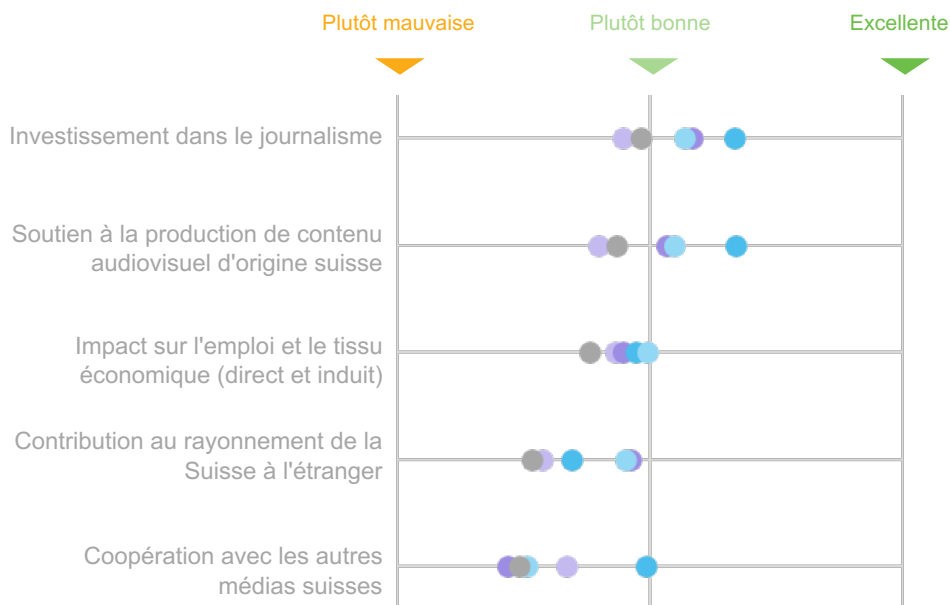 Plutôt mauvaise
Plutôt bonne
Excellente
Investissement dans le journalisme
Soutien à la production de contenu
audiovisuel d'origine suisse
Impact sur l'emploi et le tissu
économique (direct et induit)
Contribution au rayonnement de la
Suisse à l'étranger
Coopération avec les autres
médias suisses